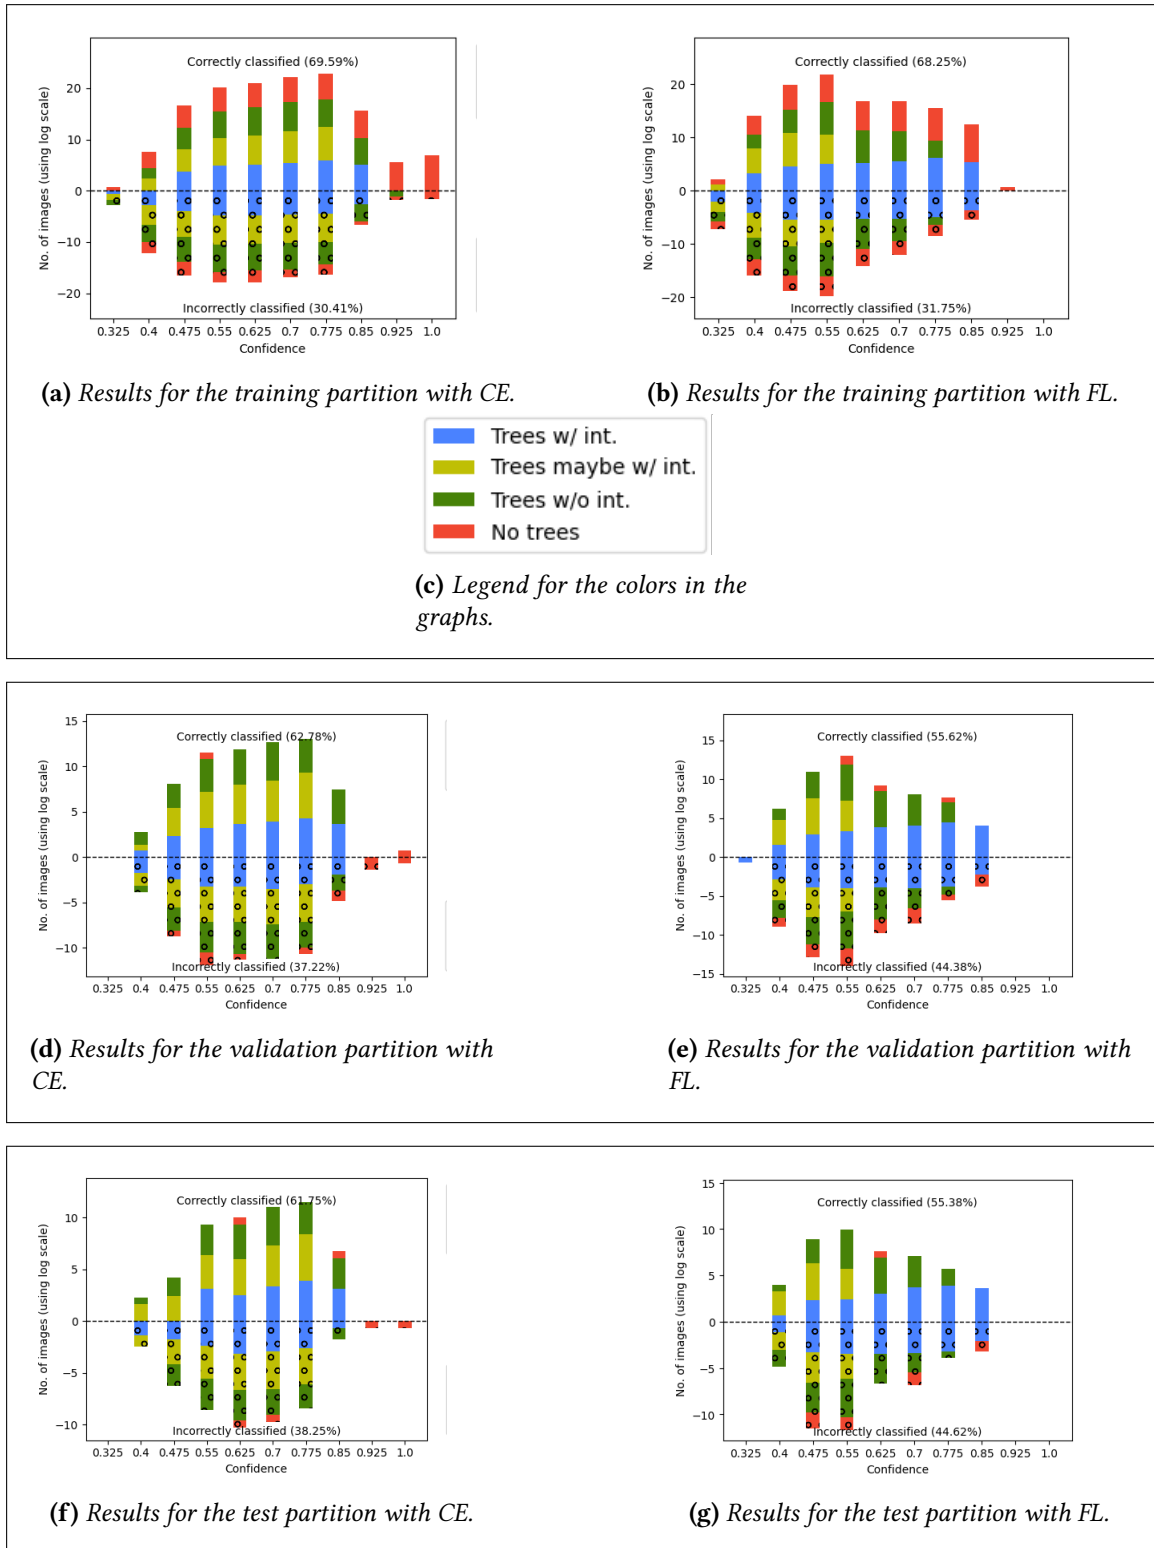 Correctly classified (69.59%)
No. of images (using log scale)
20
10
0
−10
−20
Incorrectly classified (30.41%)
0.325 0.4 0.475 0.55 0.625 0.7 0.775 0.85 0.925 1.0
Confidence
(a) Results for the training partition with CE.
Correctly classified (68.25%)
No. of images (using log scale)
20
10
0
−10
−20
Incorrectly classified (31.75%)
0.325 0.4 0.475 0.55 0.625 0.7 0.775 0.85 0.925 1.0
Confidence
(b) Results for the training partition with FL.
Trees w/ int.
Trees maybe w/ int.
Trees w/o int.
No trees
(c) Legend for the colors in the
graphs.
15
Correctly classified (62.78%)
No. of images (using log scale)
10
5
0
−5
−10
Incorrectly classified (37.22%)
0.325 0.4 0.475 0.55 0.625 0.7 0.775 0.85 0.925 1.0
Confidence
(d) Results for the validation partition with
CE.
Correctly classified (55.62%)
No. of images (using log scale)
15
10
5
0
−5
−10
−15
Incorrectly classified (44.38%)
0.325 0.4 0.475 0.55 0.625 0.7 0.775 0.85 0.925 1.0
Confidence
(e) Results for the validation partition with
FL.
Correctly classified (61.75%)
No. of images (using log scale)
10
5
0
−5
−10
Incorrectly classified (38.25%)
0.325 0.4 0.475 0.55 0.625 0.7 0.775 0.85 0.925 1.0
Confidence
(f) Results for the test partition with CE.
15
Correctly classified (55.38%)
No. of images (using log scale)
10
5
0
−5
−10
Incorrectly classified (44.62%)
0.325 0.4 0.475 0.55 0.625 0.7 0.775 0.85 0.925 1.0
Confidence
(g) Results for the test partition with FL.